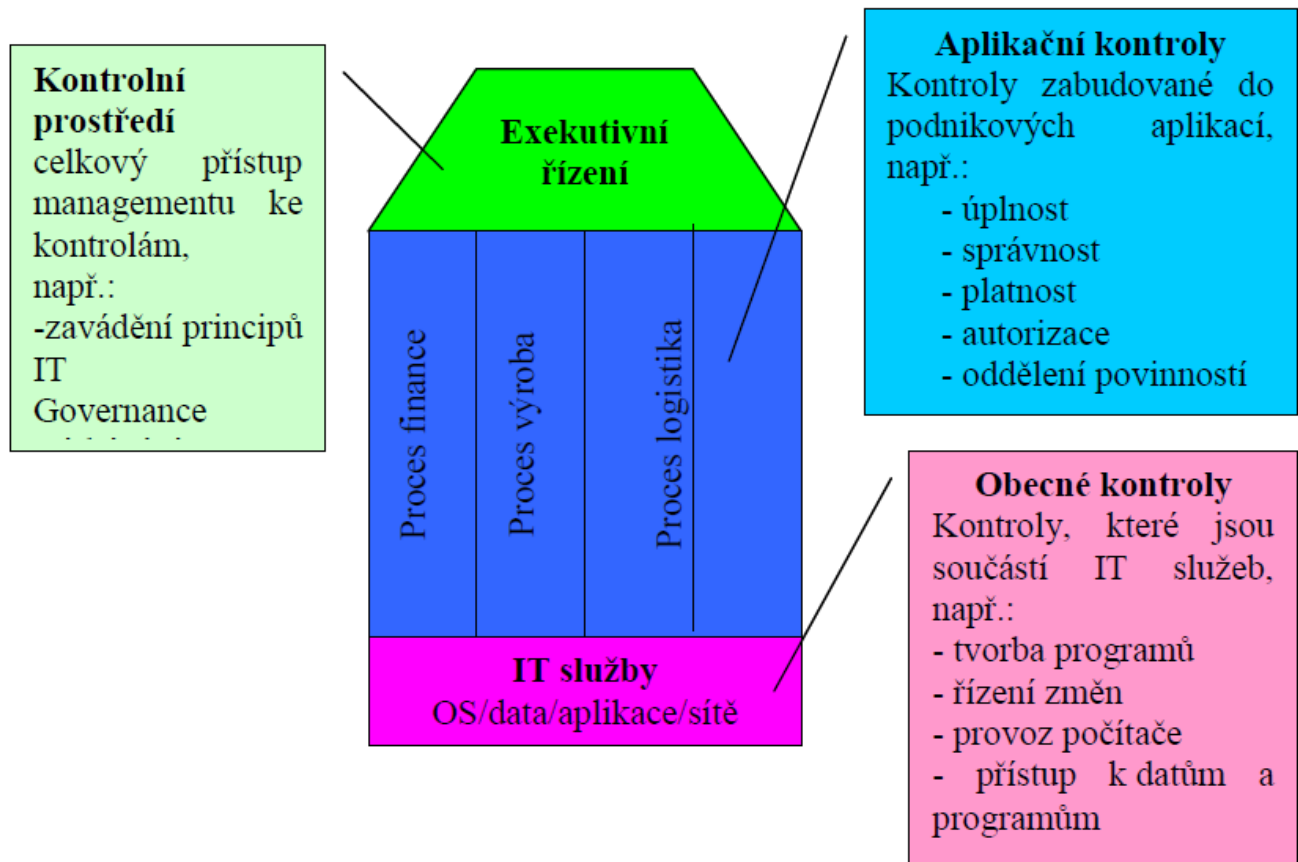 Kontrolní
prostředí
celkový přístup
managementu ke
kontrolám,
např.:
-zavádění principů
IT
Governance
Exekutivní
řízení
Proces finance
Proces výroba
Proces logistika
IT služby
OS/data/aplikace/sítě
Aplikační kontroly
Kontroly zabudované do
podnikových aplikací,
např.:
- úplnost
- správnost
- platnost
- autorizace
- oddělení povinností
Obecné kontroly
Kontroly, které jsou
součástí IT služeb,
např.:
- tvorba programů
- řízení změn
- provoz počítače
- přístup k datům a
programům